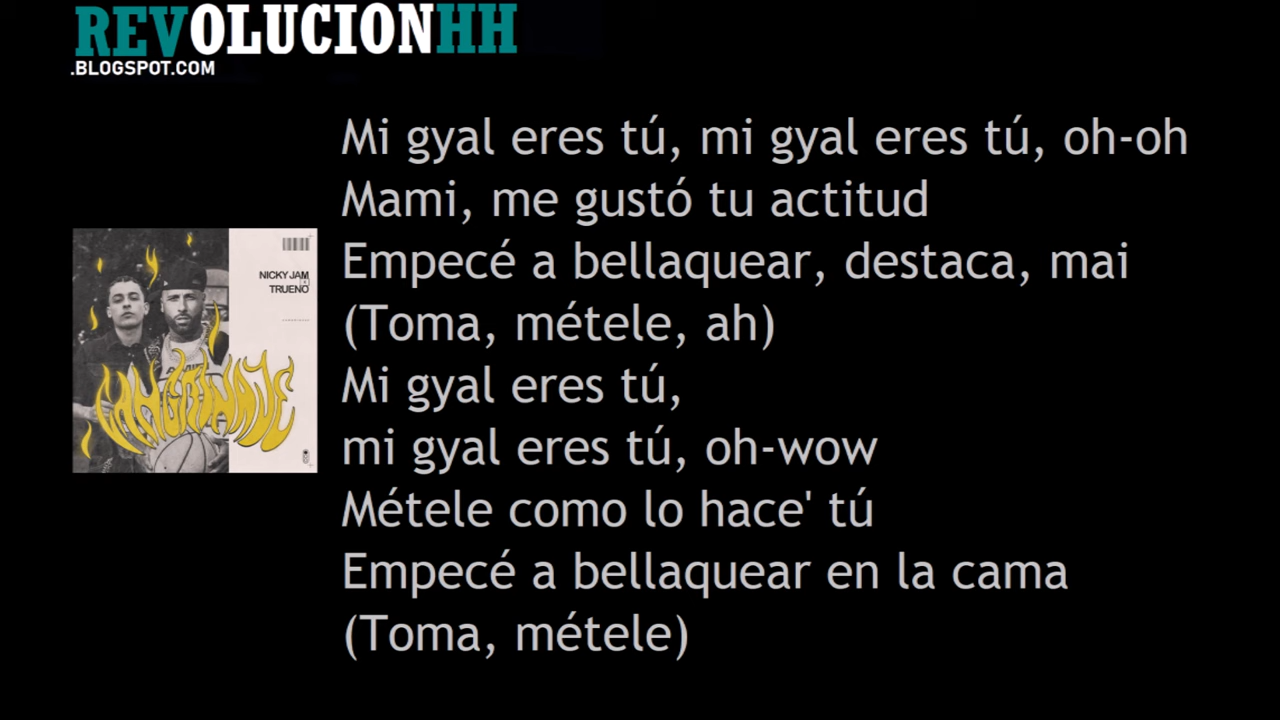 REVOLUCIONHH
.BLOGSPOT.COM
Mi gyal eres tú, mi gyal eres tú, oh-oh
Mami, me gustó tu actitud
Empecé a bellaquear, destaca, mai
(Toma, métele, ah)
Mi gyal eres tú,
mi gyal eres tú, oh-wow
Métele como lo hace' tú
Empecé a bellaquear en la cama
(Toma, métele)
NICKY JAM
X
TRUENO
CANGRINAJE